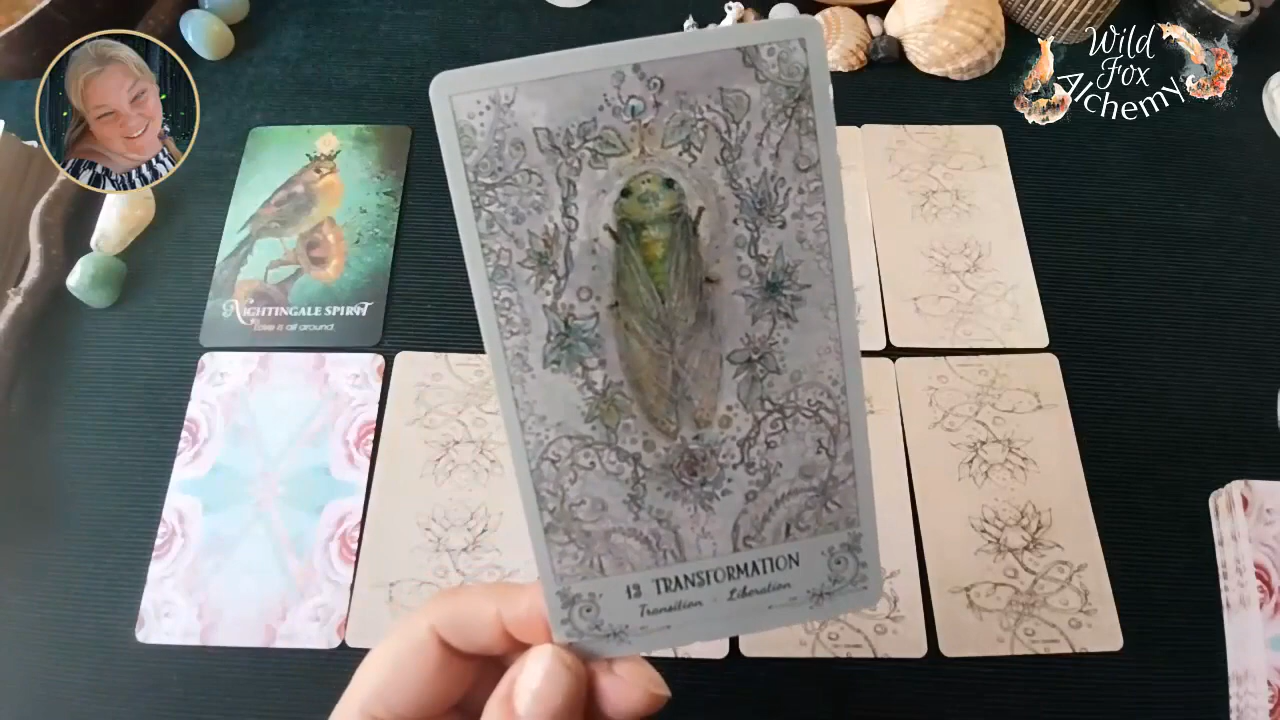 Wild
Fox
Alchemy
NIGHTINGALE SPIRIT
Love is all around.
13 TRANSFORMATION
Transition - Liberation